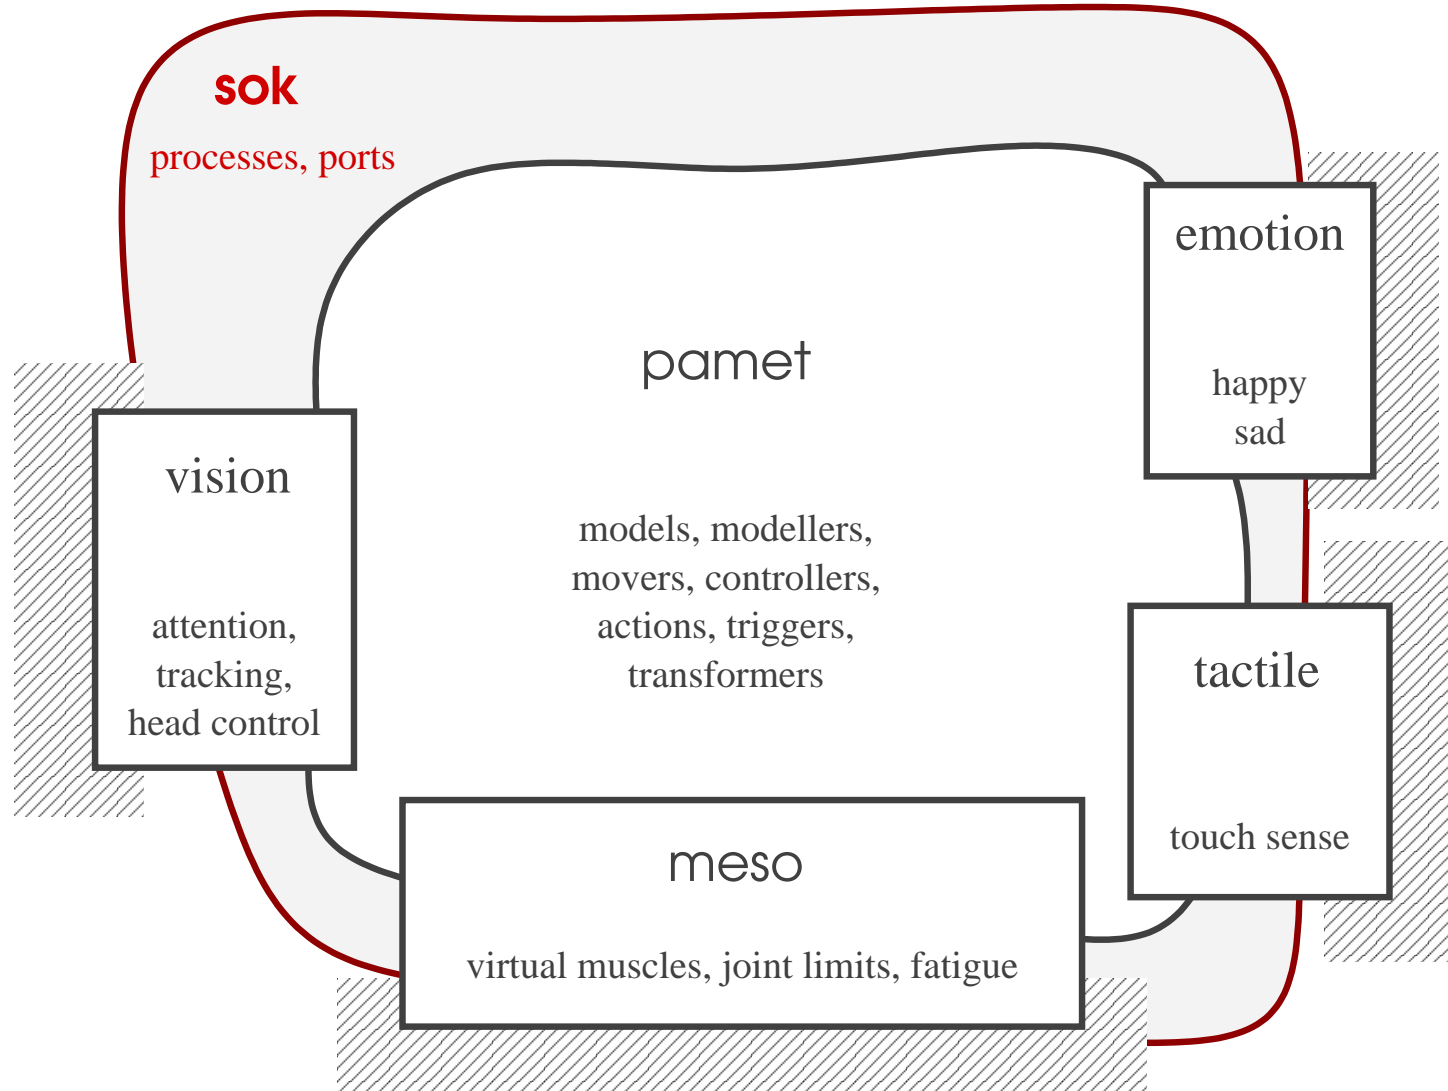 sok
processes, ports
emotion
happy
sad
pamet
models, modellers,
movers, controllers,
actions, triggers,
transformers
vision
attention,
tracking,
head control
tactile
touch sense
meso
virtual muscles, joint limits, fatigue